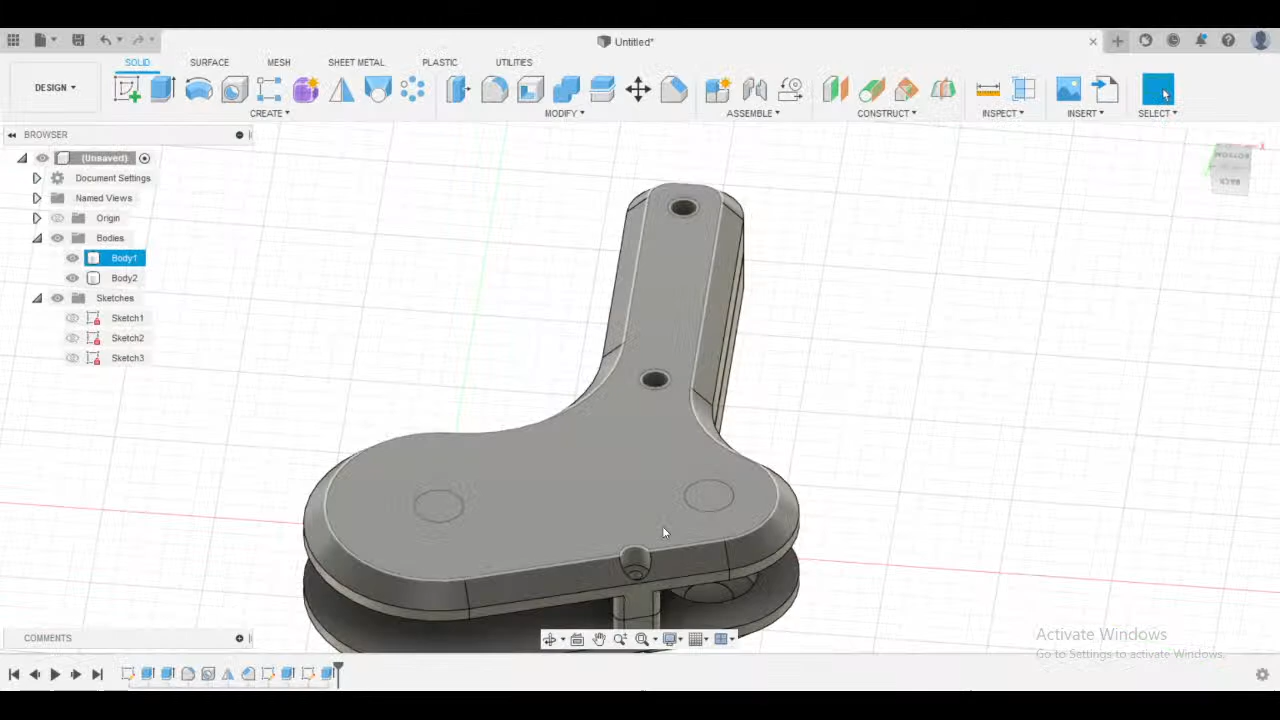 Untitled*
SOLID SURFACE MESH SHEET METAL PLASTIC UTILITIES
DESIGN ▾
CREATE ▾ MODIFY ▾ ASSEMBLE ▾ CONSTRUCT ▾ INSPECT ▾ INSERT ▾ SELECT ▾
BROWSER
(Unsaved)
Document Settings
Named Views
Origin
Bodies
Body1
Body2
Sketches
Sketch1
Sketch2
Sketch3
X
BOTTOM
BACK
Activate Windows
Go to Settings to activate Windows.
COMMENTS